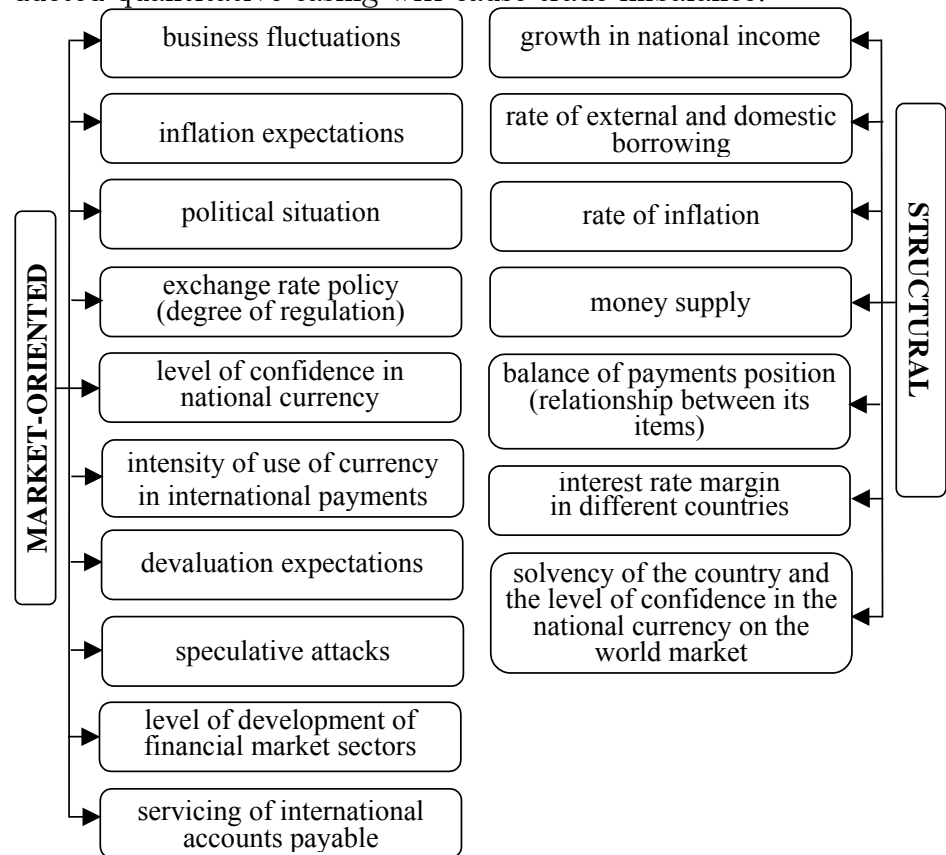 business fluctuations
inflation expectations
political situation
exchange rate policy
(degree of regulation)
level of confidence in
national currency
intensity of use of currency
in international payments
devaluation expectations
speculative attacks
level of development of
financial market sectors
servicing of international
accounts payable
MARKET-ORIENTED
growth in national income
rate of external and domestic
borrowing
rate of inflation
money supply
balance of payments position
(relationship between its
items)
interest rate margin
in different countries
solvency of the country and
the level of confidence in the
national currency on the
world market
STRUCTURAL